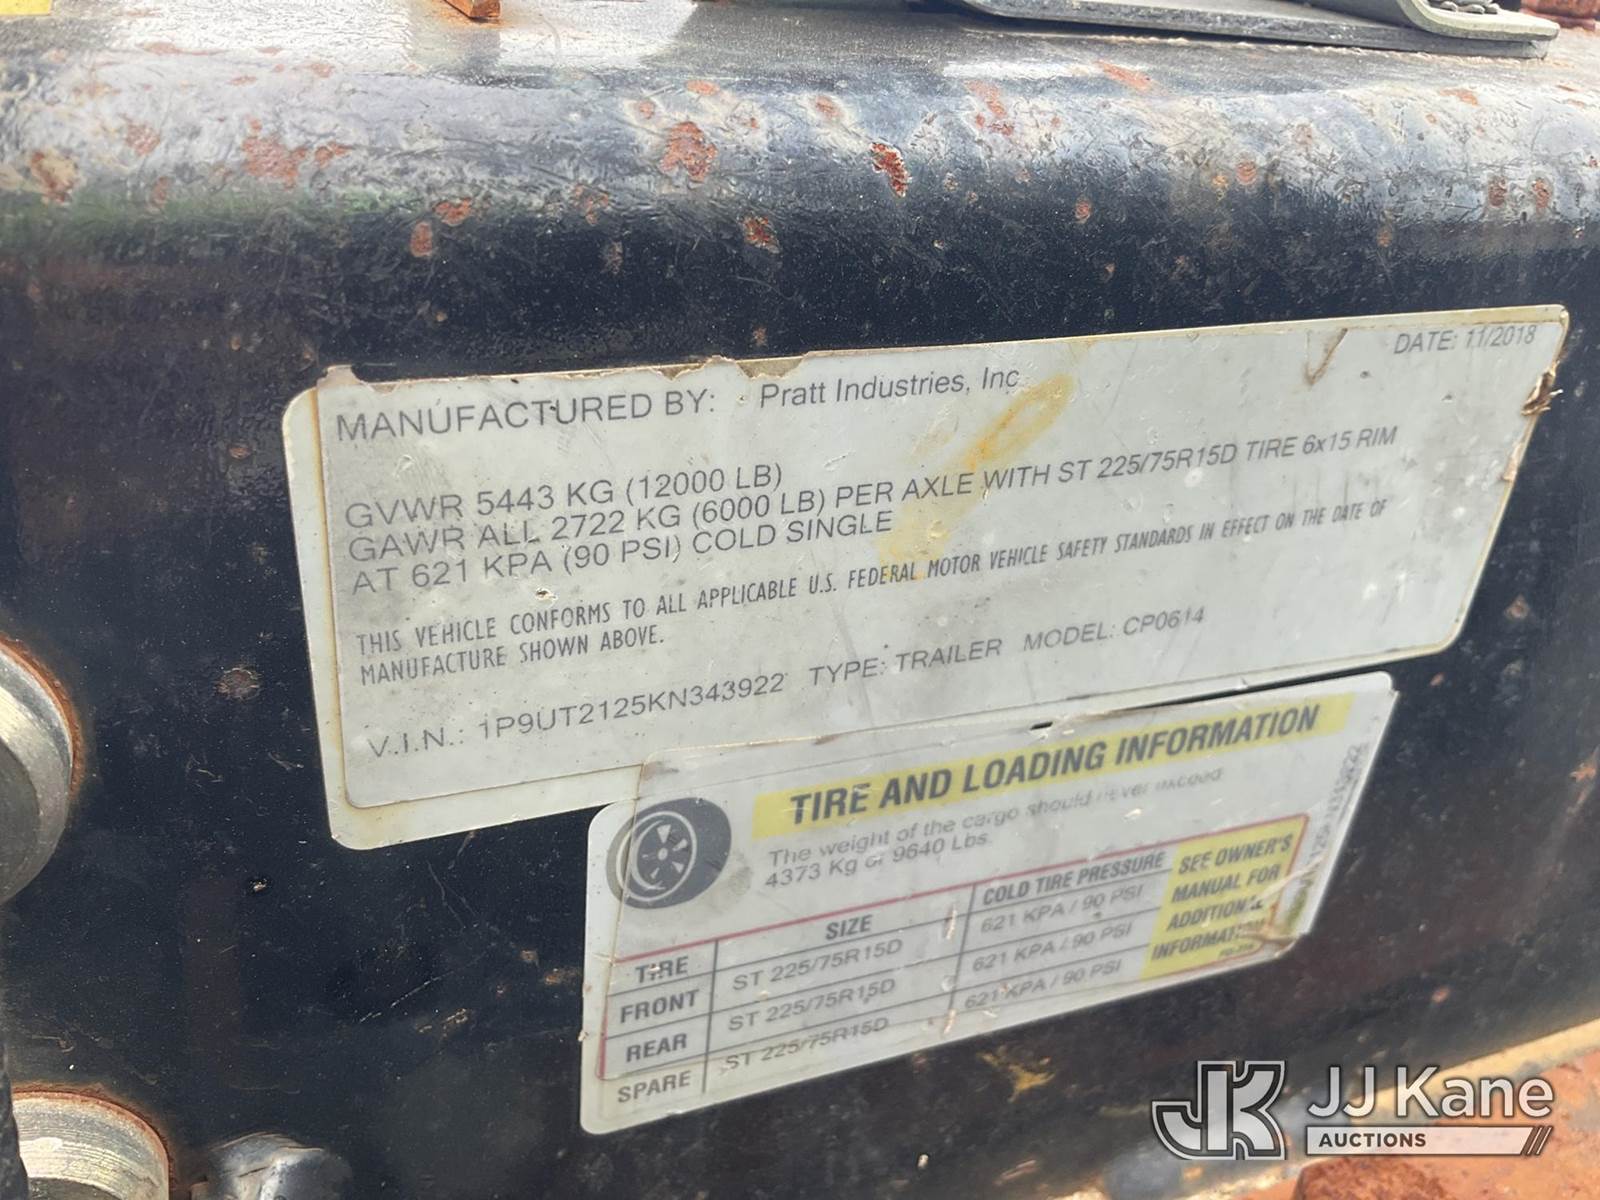 DATE: 11/2018
MANUFACTURED BY: Pratt Industries, Inc
GVWR 5443 KG (12000 LB)
GAWR ALL 2722 KG (6000 LB) PER AXLE WITH ST 225/75R15D TIRE 6x15 RIM
AT 621 KPA (90 PSI) COLD SINGLE
THIS VEHICLE CONFORMS TO ALL APPLICABLE U.S. FEDERAL MOTOR VEHICLE SAFETY STANDARDS IN EFFECT ON THE DATE OF
MANUFACTURE SHOWN ABOVE.
V.I.N.: 1P9UT2125KN343922 TYPE: TRAILER MODEL: CP0614
TIRE AND LOADING INFORMATION
The weight of the cargo should never exceed
4373 Kg or 9640 Lbs.
TIRE SIZE COLD TIRE PRESSURE
FRONT ST 225/75R15D 621 KPA / 90 PSI
REAR ST 225/75R15D 621 KPA / 90 PSI
SPARE ST 225/75R15D 621 KPA / 90 PSI
SEE OWNER'S
MANUAL FOR
ADDITIONAL
INFORMATION
JK JJ Kane
AUCTIONS